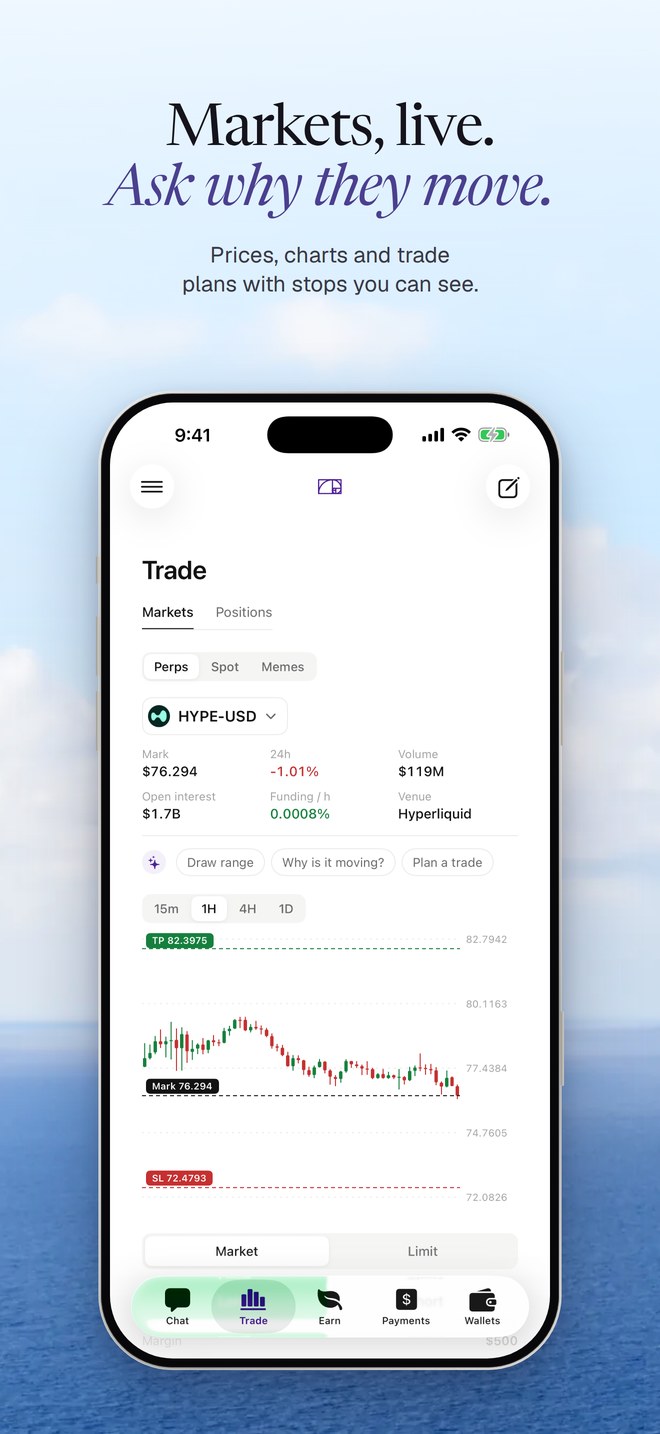 Markets, live.
Ask why they move.
Prices, charts and trade
plans with stops you can see.
9:41
Trade
Markets Positions
Perps Spot Memes
HYPE-USD
Mark 24h Volume
$76.294 -1.01% $119M
Open interest Funding / h Venue
$1.7B 0.0008% Hyperliquid
Draw range Why is it moving? Plan a trade
15m 1H 4H 1D
TP 82.3975 82.7942
80.1163
77.4384
Mark 76.294
74.7605
SL 72.4793
72.0826
Market Limit
Chat Trade Earn Payments Wallets
Margin $500